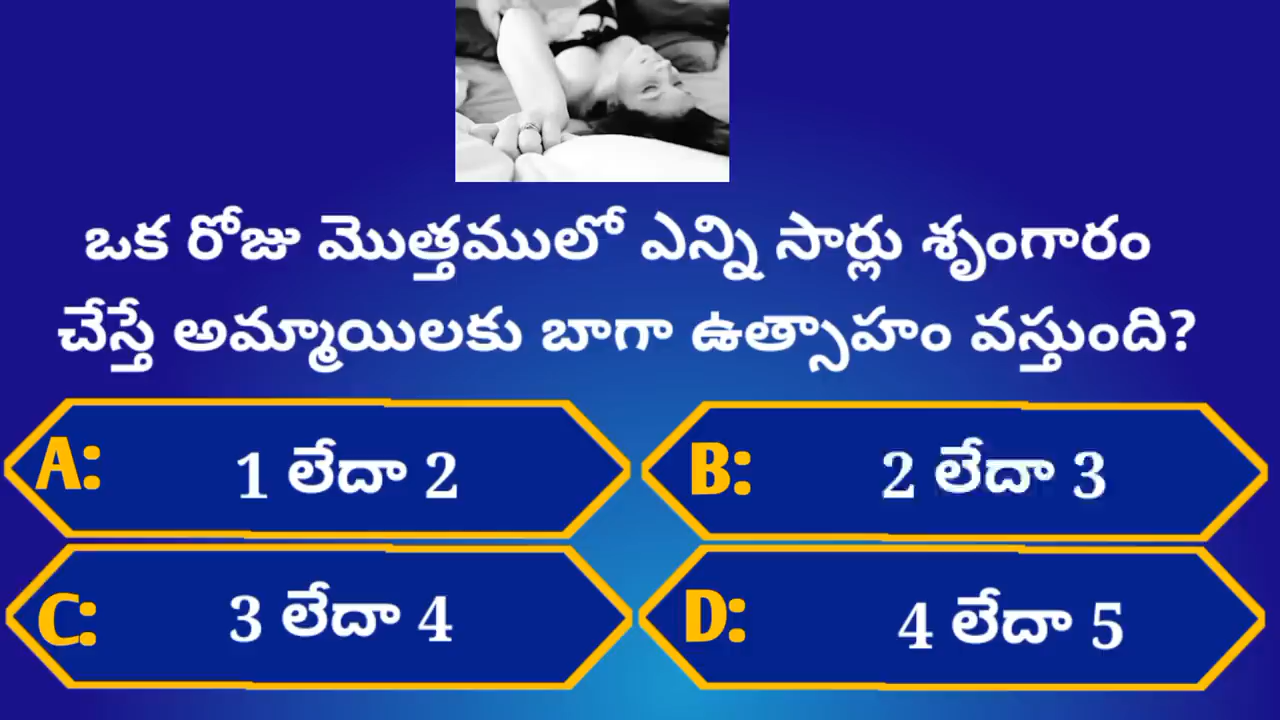 ఒక రోజు మొత్తములో ఎన్ని సార్లు శృంగారం
చేస్తే అమ్మాయిలకు బాగా ఉత్సాహం వస్తుంది?
A: 1 లేదా 2
B: 2 లేదా 3
C: 3 లేదా 4
D: 4 లేదా 5